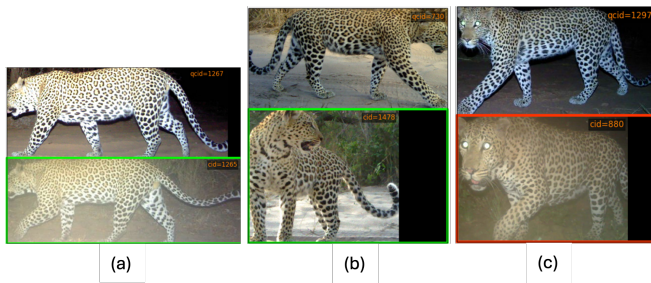 qcid=1267
cid=1265
(a)
qcid=730
cid=1478
(b)
qcid=1297
cid=880
(c)